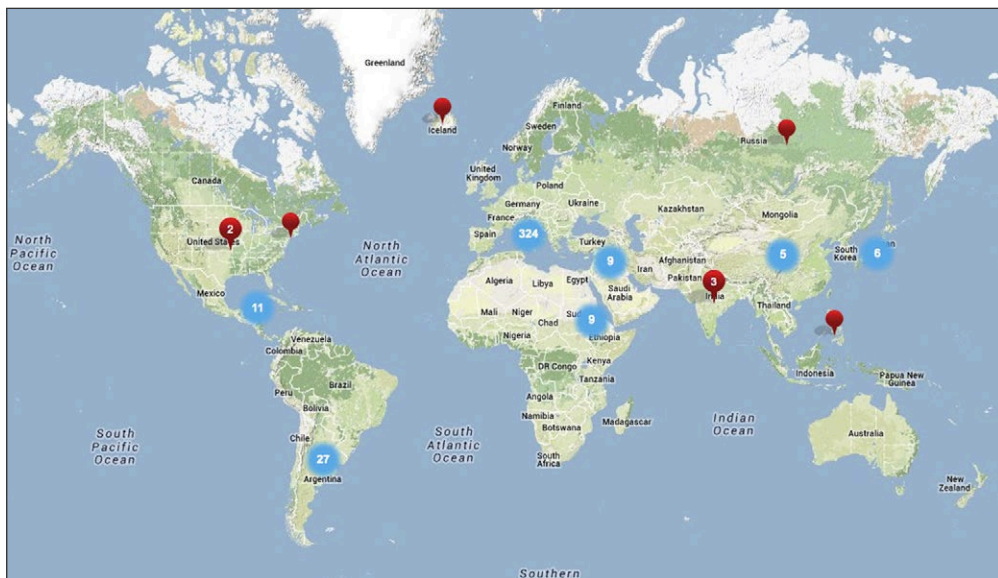 Greenland
Iceland
Finland
Sweden
Norway
Russia
Canada
United
Kingdom
Poland
Germany
Ukraine
France
Kazakhstan
Mongolia
2
United States
North
Pacific
Ocean
North
Atlantic
Ocean
Spain
324
Turkey
9
Afghanistan
Iran
Pakistan
5
South
Korea
6
3
India
Mexico
11
Algeria
Libya
Egypt
Saudi
Arabia
Mali
Niger
Chad
9
Nigeria
Ethiopia
Thailand
Venezuela
Colombia
DR Congo
Kenya
Tanzania
Indonesia
Papua New
Guinea
Peru
Brazil
Bolivia
Angola
Namibia
Botswana
Madagascar
Indian
Ocean
South
Pacific
Ocean
Chile
27
Argentina
South
Atlantic
Ocean
South
Africa
Australia
New
Zealand
Southern